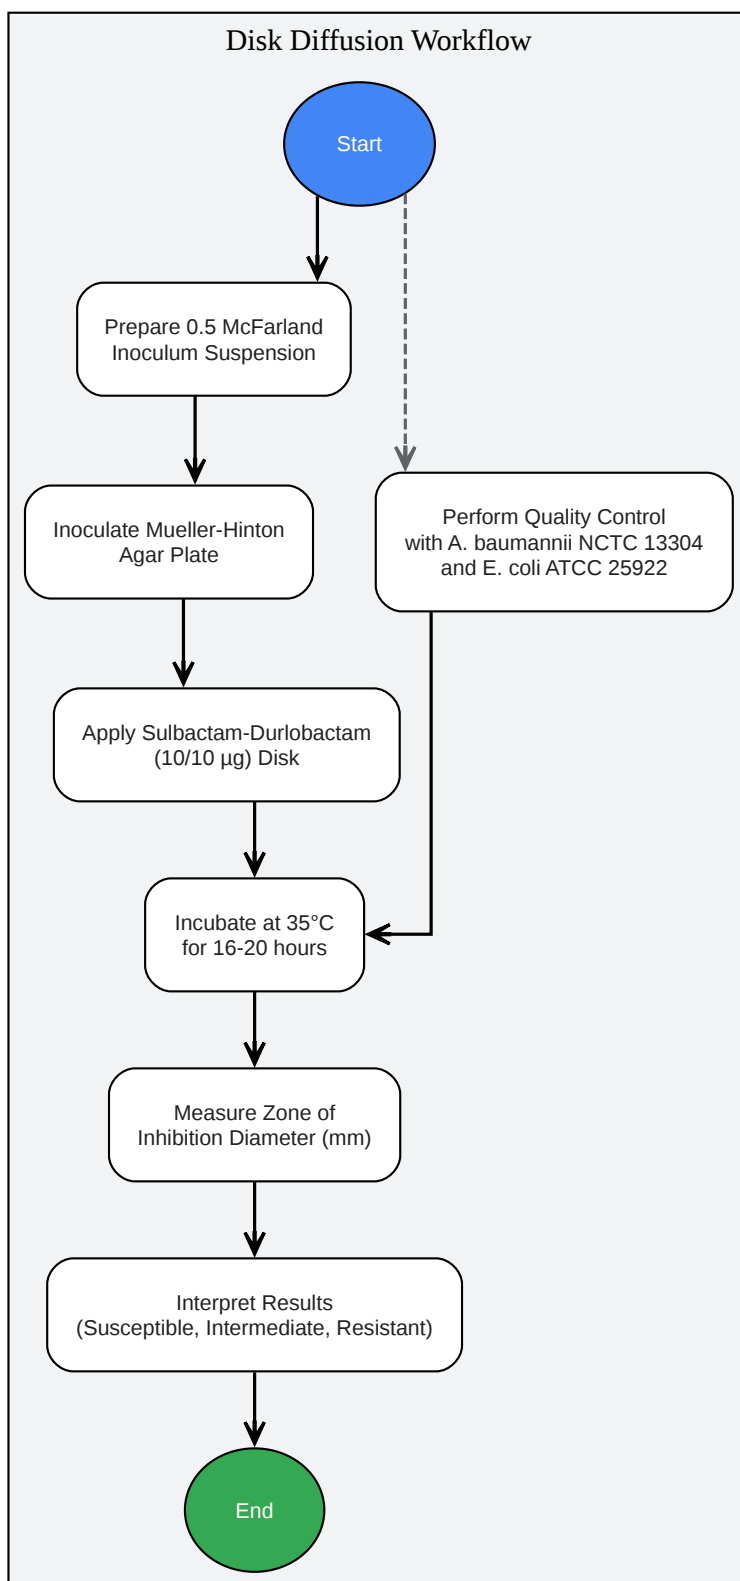 Disk Diffusion Workflow
Start
Prepare 0.5 McFarland
Inoculum Suspension
Inoculate Mueller-Hinton
Agar Plate
Perform Quality Control
with A. baumannii NCTC 13304
and E. coli ATCC 25922
Apply Sulbactam-Durlobactam
(10/10 µg) Disk
Incubate at 35°C
for 16-20 hours
Measure Zone of
Inhibition Diameter (mm)
Interpret Results
(Susceptible, Intermediate, Resistant)
End